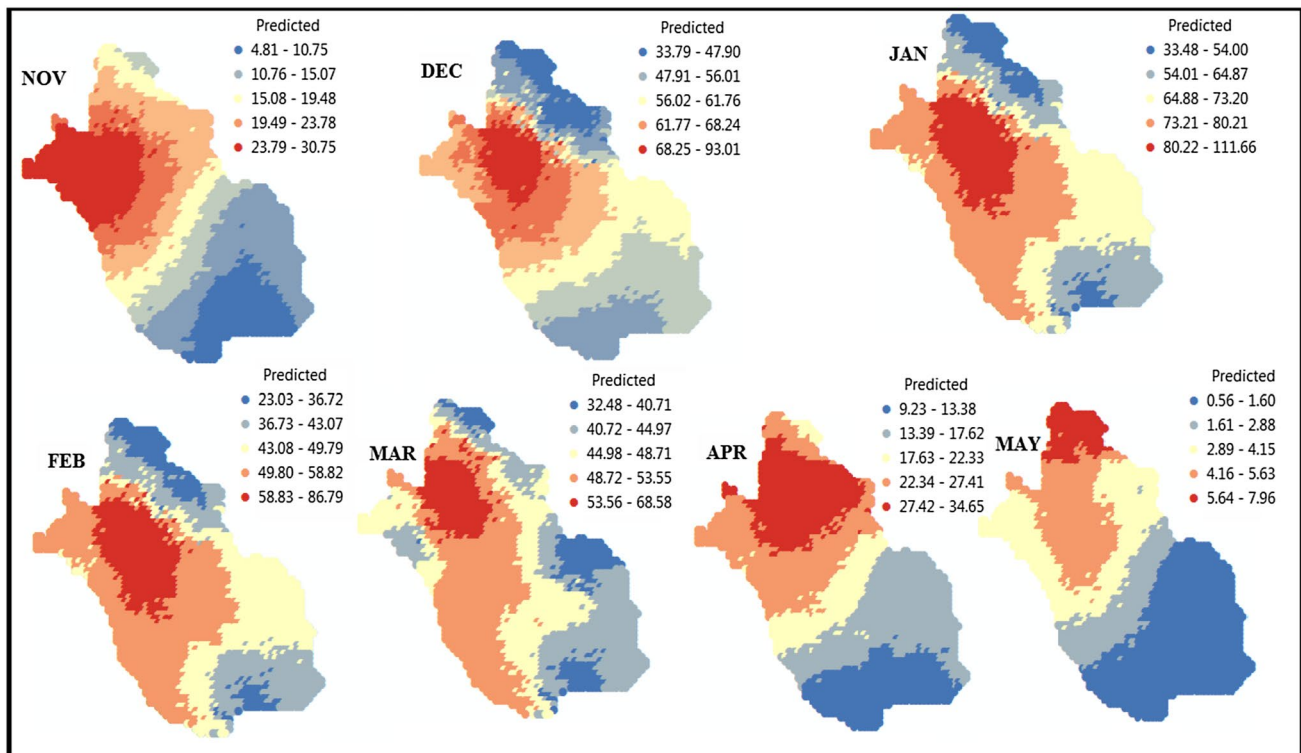 NOV
Predicted
4.81 - 10.75
10.76 - 15.07
15.08 - 19.48
19.49 - 23.78
23.79 - 30.75
DEC
Predicted
33.79 - 47.90
47.91 - 56.01
56.02 - 61.76
61.77 - 68.24
68.25 - 93.01
JAN
Predicted
33.48 - 54.00
54.01 - 64.87
64.88 - 73.20
73.21 - 80.21
80.22 - 111.66
FEB
Predicted
23.03 - 36.72
36.73 - 43.07
43.08 - 49.79
49.80 - 58.82
58.83 - 86.79
MAR
Predicted
32.48 - 40.71
40.72 - 44.97
44.98 - 48.71
48.72 - 53.55
53.56 - 68.58
APR
Predicted
9.23 - 13.38
13.39 - 17.62
17.63 - 22.33
22.34 - 27.41
27.42 - 34.65
MAY
Predicted
0.56 - 1.60
1.61 - 2.88
2.89 - 4.15
4.16 - 5.63
5.64 - 7.96